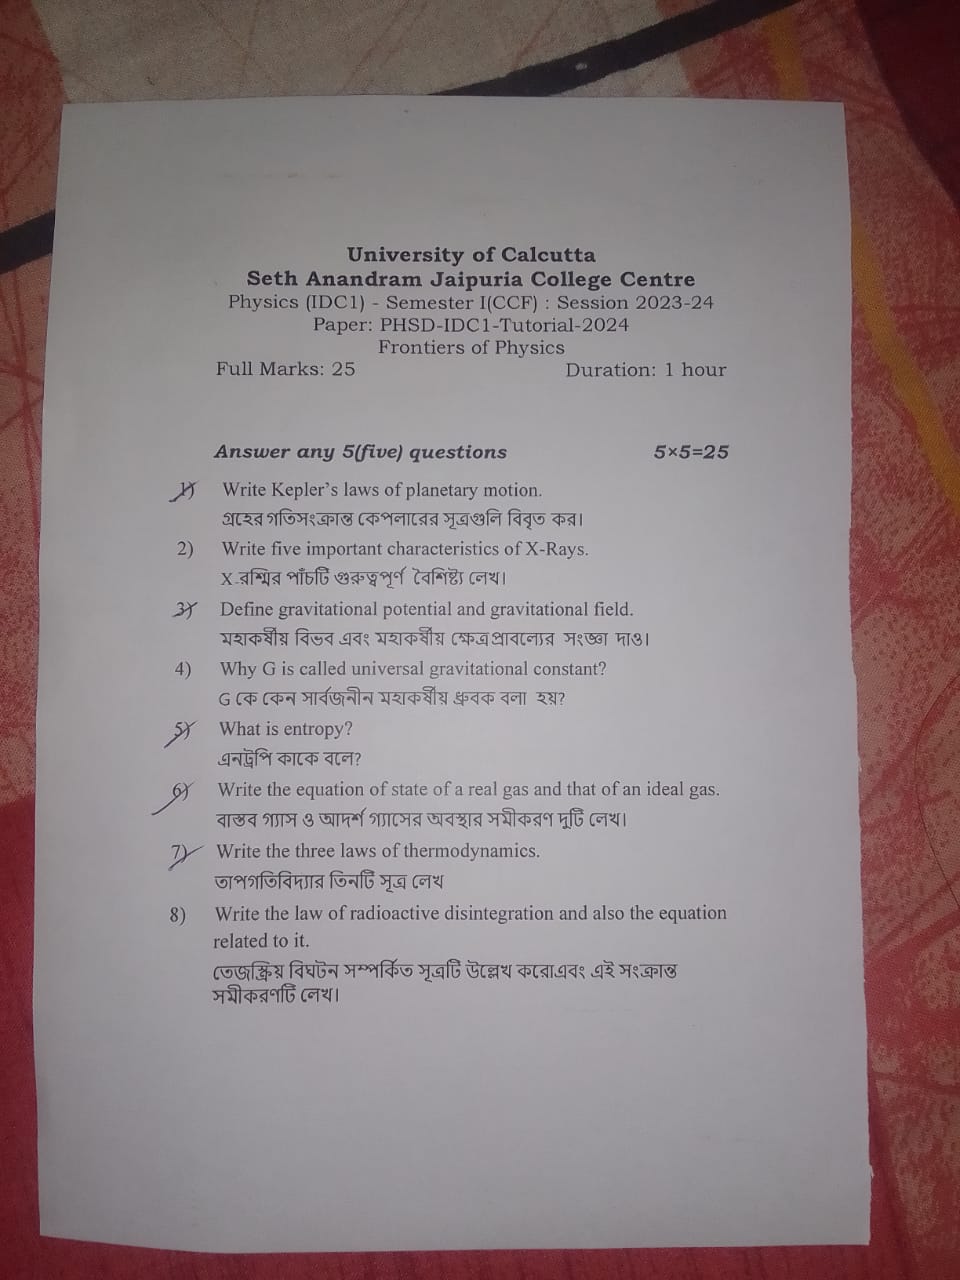 University of Calcutta
Seth Anandram Jaipuria College Centre
Physics (IDC1) - Semester I(CCF) : Session 2023-24
Paper: PHSD-IDC1-Tutorial-2024
Frontiers of Physics
Full Marks: 25 Duration: 1 hour
Answer any 5(five) questions 5×5=25
1) Write Kepler's laws of planetary motion.
গ্রহের গতিসংক্রান্ত কেপলারের সূত্রগুলি বিবৃত কর।
2) Write five important characteristics of X-Rays.
X-রশ্মির পাঁচটি গুরুত্বপূর্ণ বৈশিষ্ট্য লেখ।
3) Define gravitational potential and gravitational field.
মহাকর্ষীয় বিভব এবং মহাকর্ষীয় ক্ষেত্রপ্রাবল্যের সংজ্ঞা দাও।
4) Why G is called universal gravitational constant?
G কে কেন সার্বজনীন মহাকর্ষীয় ধ্রুবক বলা হয়?
5) What is entropy?
এনট্রপি কাকে বলে?
6) Write the equation of state of a real gas and that of an ideal gas.
বাস্তব গ্যাস ও আদর্শ গ্যাসের অবস্থার সমীকরণ দুটি লেখ।
7) Write the three laws of thermodynamics.
তাপগতিবিদ্যার তিনটি সূত্র লেখ
8) Write the law of radioactive disintegration and also the equation
related to it.
তেজস্ক্রিয় বিঘটন সম্পর্কিত সূত্রটি উল্লেখ করোএবং এই সংক্রান্ত
সমীকরণটি লেখ।